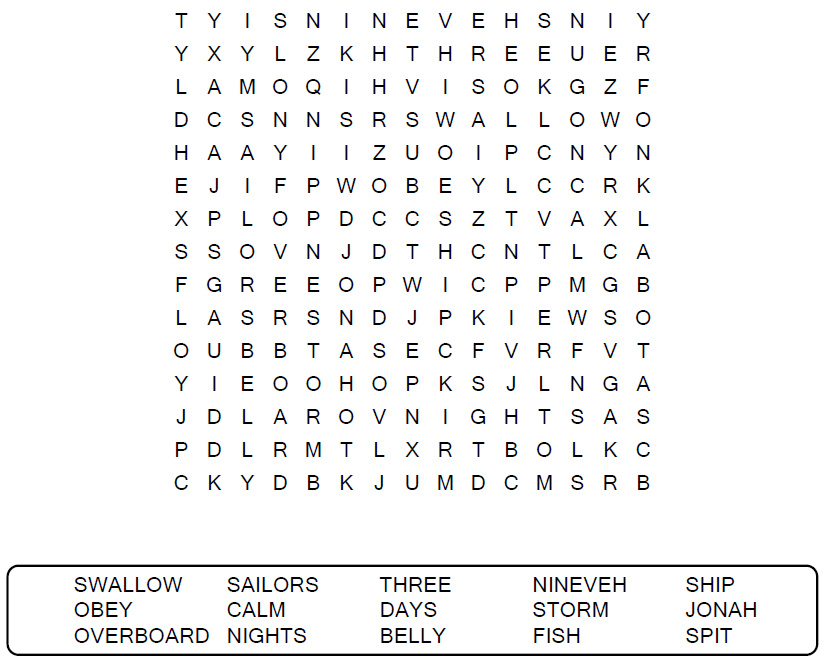 T Y I S N I N E V E H S N I Y
Y X Y L Z K H T H R E E U E R
L A M O Q I H V I S O K G Z F
D C S N N S R S W A L L O W O
H A A Y I I Z U O I P C N Y N
E J I F P W O B E Y L C C R K
X P L O P D C C S Z T V A X L
S S O V N J D T H C N T L C A
F G R E E O P W I C P P M G B
L A S R S N D J P K I E W S O
O U B B T A S E C F V R F V T
Y I E O O H O P K S J L N G A
J D L A R O V N I G H T S A S
P D L R M T L X R T B O L K C
C K Y D B K J U M D C M S R B
SWALLOW SAILORS THREE NINEVEH SHIP
OBEY CALM DAYS STORM JONAH
OVERBOARD NIGHTS BELLY FISH SPIT